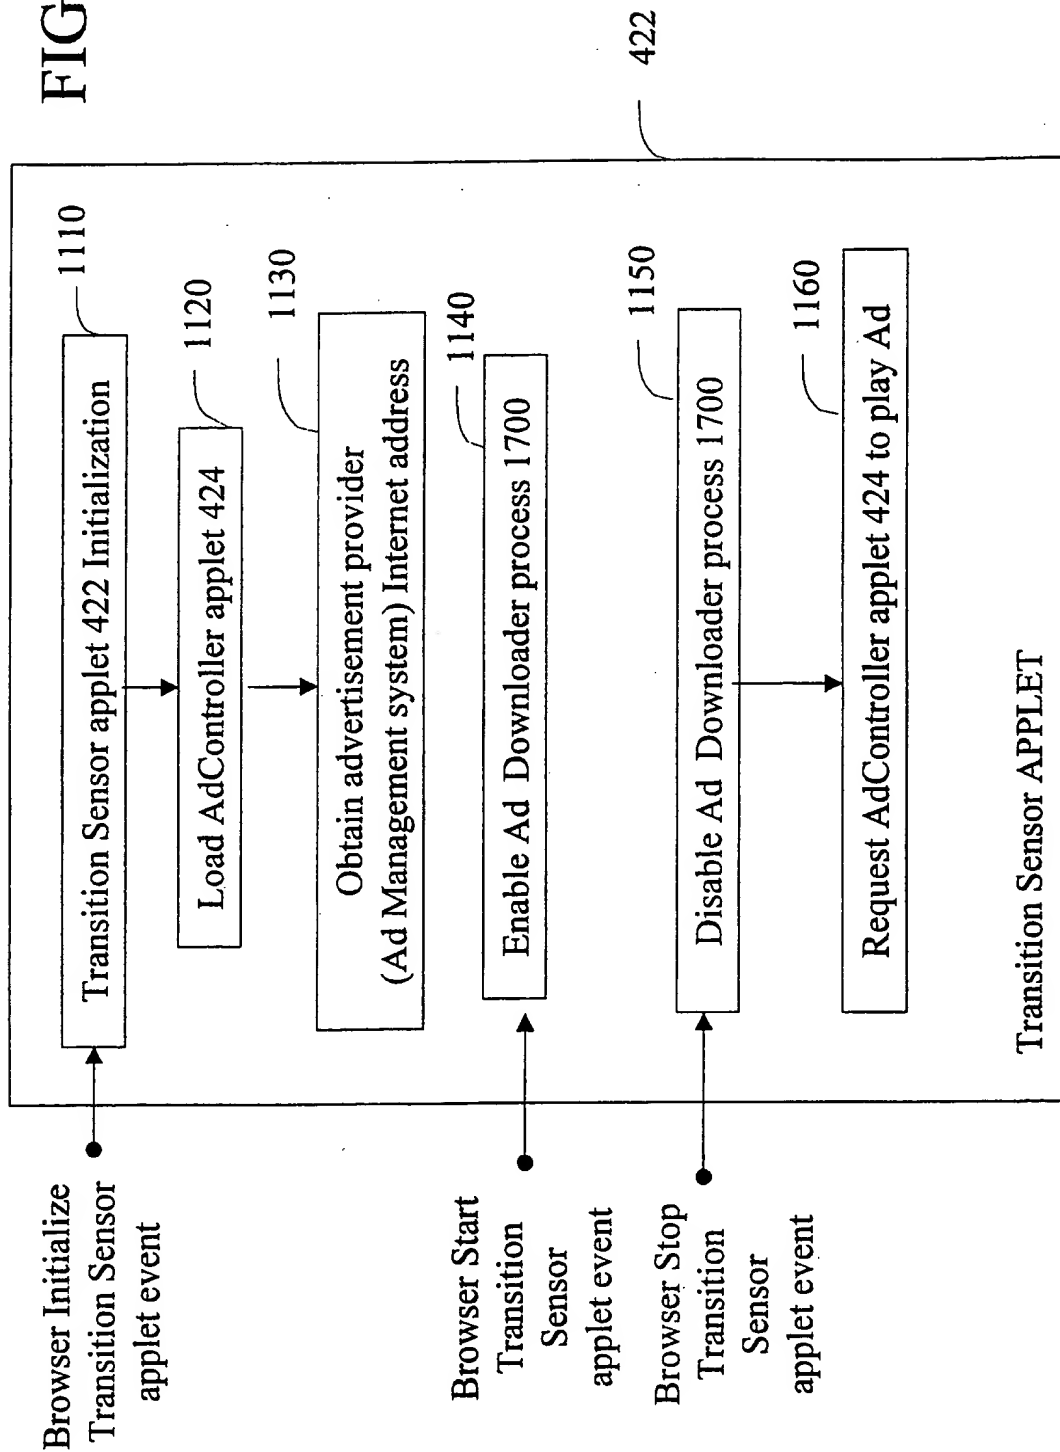 FIG
422
Browser Initialize
Transition Sensor
applet event
Transition Sensor applet 422 Initialization
1110
Load AdController applet 424
1120
Obtain advertisement provider
(Ad Management system) Internet address
1130
Browser Start
Transition
Sensor
applet event
Enable Ad Downloader process 1700
1140
Browser Stop
Transition
Sensor
applet event
Disable Ad Downloader process 1700
1150
Request AdController applet 424 to play Ad
1160
Transition Sensor APPLET